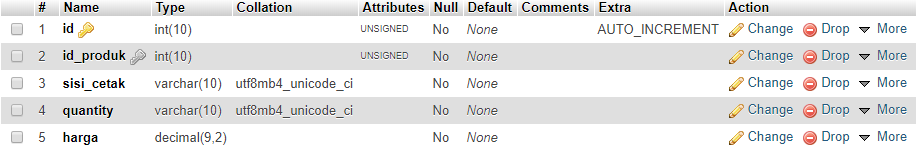 # Name Type Collation Attributes Null Default Comments Extra Action
1 id int(10) UNSIGNED No None AUTO_INCREMENT Change Drop More
2 id_produk int(10) UNSIGNED No None Change Drop More
3 sisi_cetak varchar(10) utf8mb4_unicode_ci No None Change Drop More
4 quantity varchar(10) utf8mb4_unicode_ci No None Change Drop More
5 harga decimal(9,2) No None Change Drop More